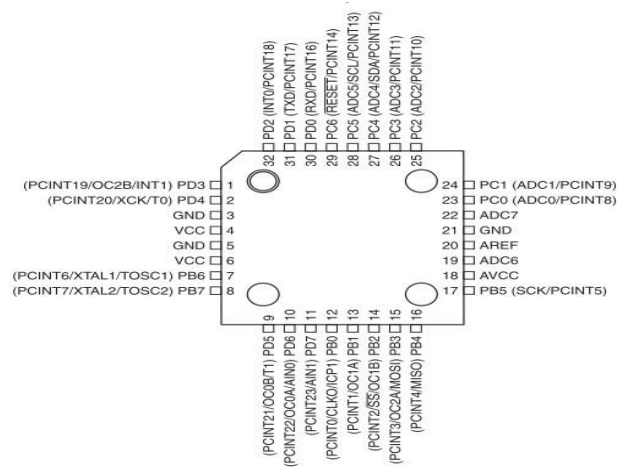 32 PD2 (INT0/PCINT18)
31 PD1 (TXD/PCINT17)
30 PD0 (RXD/PCINT16)
29 PC6 (RESET/PCINT14)
28 PC5 (ADC5/SCL/PCINT13)
27 PC4 (ADC4/SDA/PCINT12)
26 PC3 (ADC3/PCINT11)
25 PC2 (ADC2/PCINT10)
(PCINT19/OC2B/INT1) PD3 1
(PCINT20/XCK/T0) PD4 2
GND 3
VCC 4
GND 5
VCC 6
(PCINT6/XTAL1/TOSC1) PB6 7
(PCINT7/XTAL2/TOSC2) PB7 8
24 PC1 (ADC1/PCINT9)
23 PC0 (ADC0/PCINT8)
22 ADC7
21 GND
20 AREF
19 ADC6
18 AVCC
17 PB5 (SCK/PCINT5)
(PCINT21/OC0B/T1) PD5 9
(PCINT22/OC0A/AIN0) PD6 10
(PCINT23/AIN1) PD7 11
(PCINT0/CLKO/ICP1) PB0 12
(PCINT1/OC1A) PB1 13
(PCINT2/SS/OC1B) PB2 14
(PCINT3/OC2A/MOSI) PB3 15
(PCINT4/MISO) PB4 16